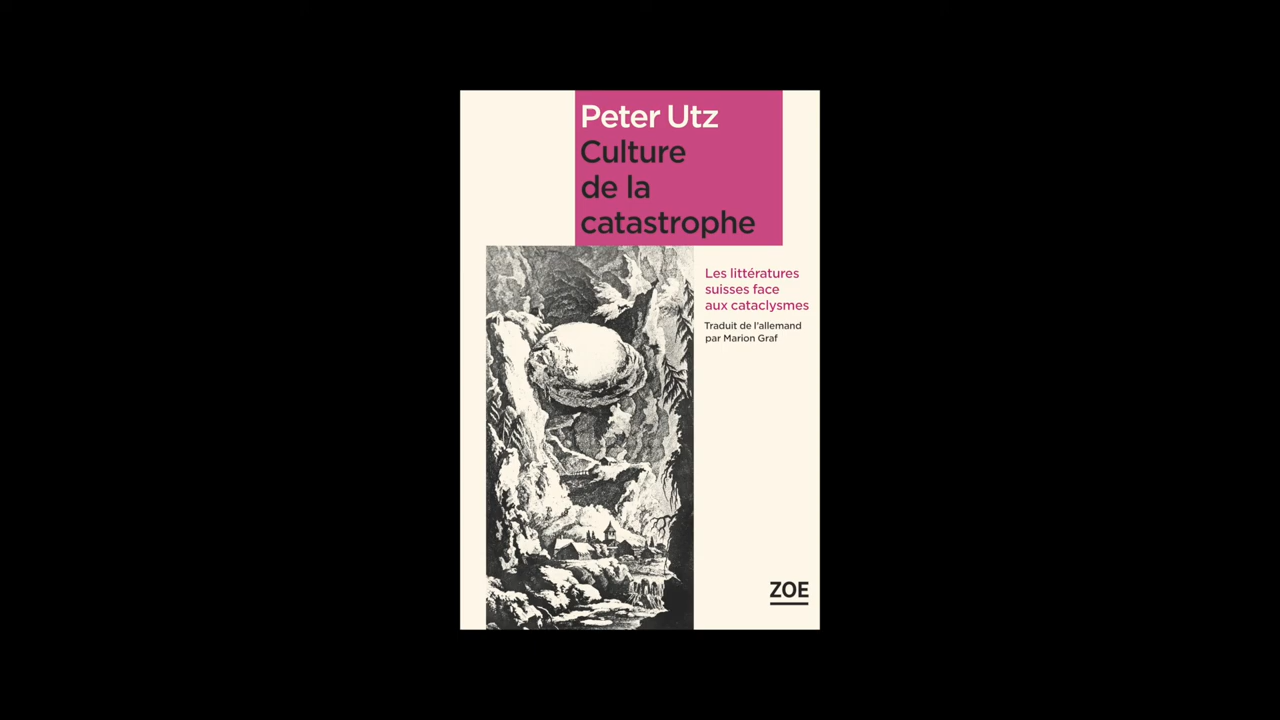 Peter Utz
Culture
de la
catastrophe
Les littératures
suisses face
aux cataclysmes
Traduit de l'allemand
par Marion Graf
ZOE